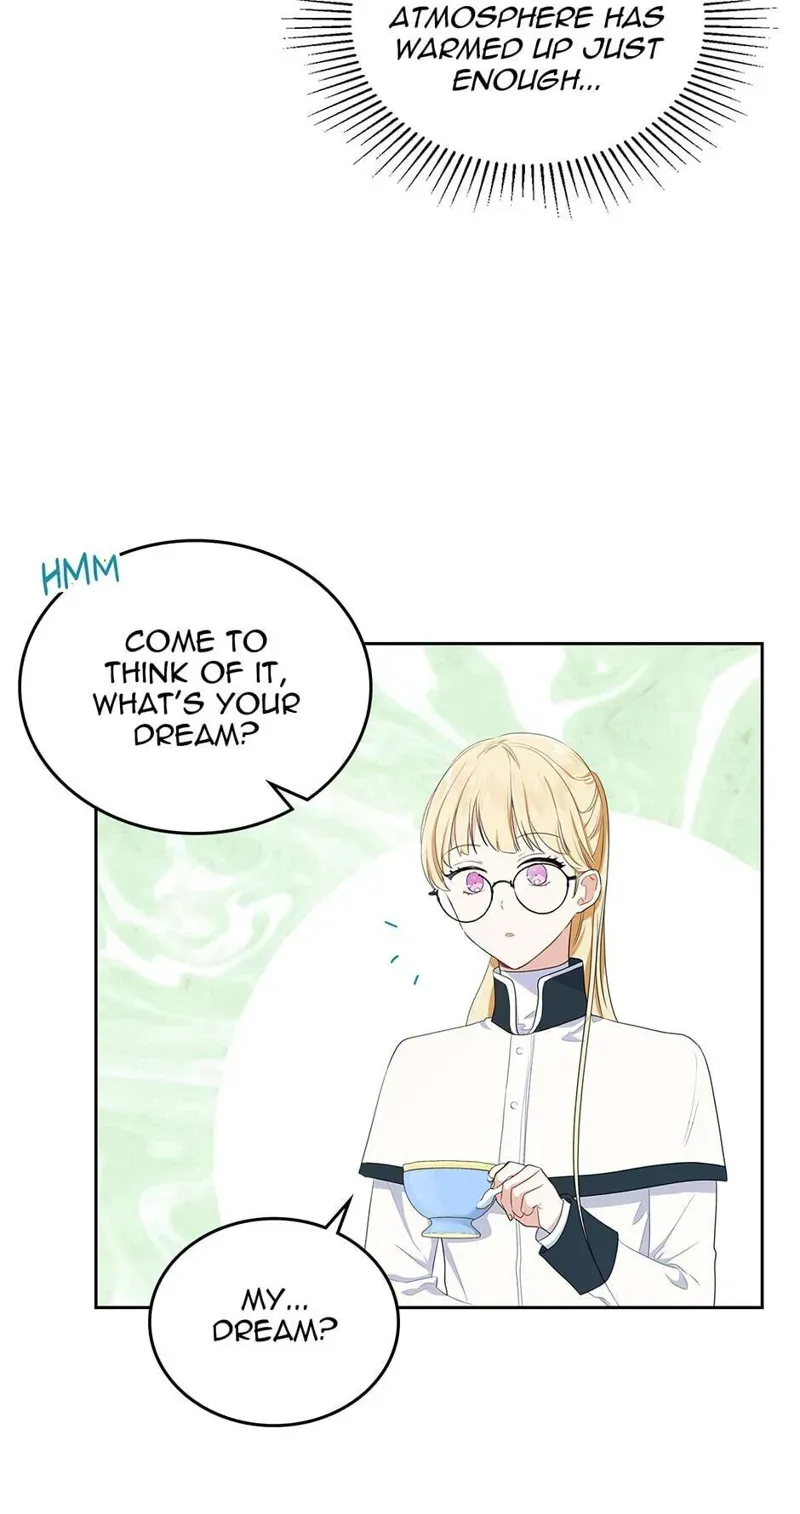 ATMOSPHERE HAS
WARMED UP JUST
ENOUGH...
HMM
COME TO
THINK OF IT,
WHAT'S YOUR
DREAM?
MY...
DREAM?